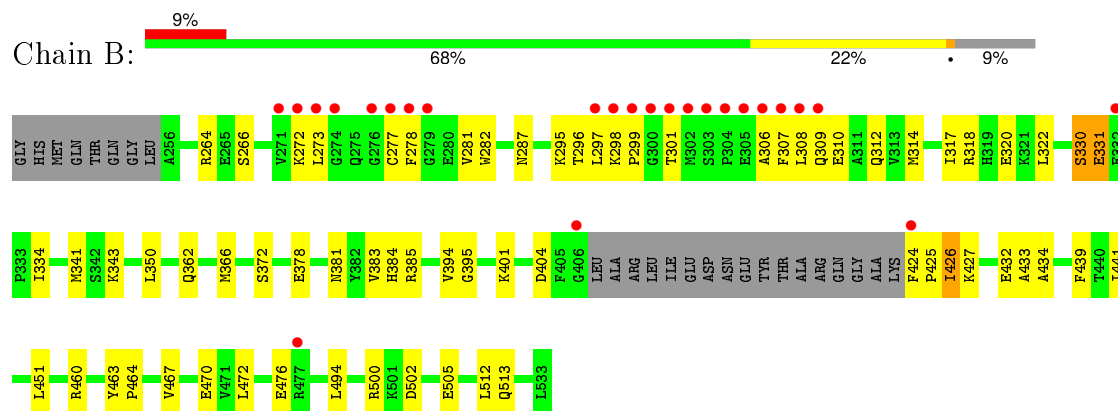 9%
Chain B:
68% 22% • 9%
GLY HIS MET GLN THR GLN GLY LEU A256 R264 E265 S266 V271 K272 L273 G274 Q275 G276 C277 F278 G279 E280 V281 W282 N287 K295 T296 L297 K298 P299 G300 T301 M302 S303 P304 E305 A306 F307 L308 Q309 E310 A311 Q312 V313 M314 I317 R318 H319 E320 K321 L322 S330 E331
P333 I334 M341 S342 K343 L350 Q362 M366 S372 E378 N381 Y382 V383 H384 R385 V394 G395 K401 D404 F405 G406 LEU ALA ARG LEU ILE GLU ASP ASN GLU TYR THR ALA ARG GLN GLY ALA LYS F424 P425 I426 K427 E432 A433 A434 F439 T440
L451 R460 Y463 P464 V467 E470 V471 L472 E476 R477 L494 R500 K501 D502 E505 L512 Q513 L533